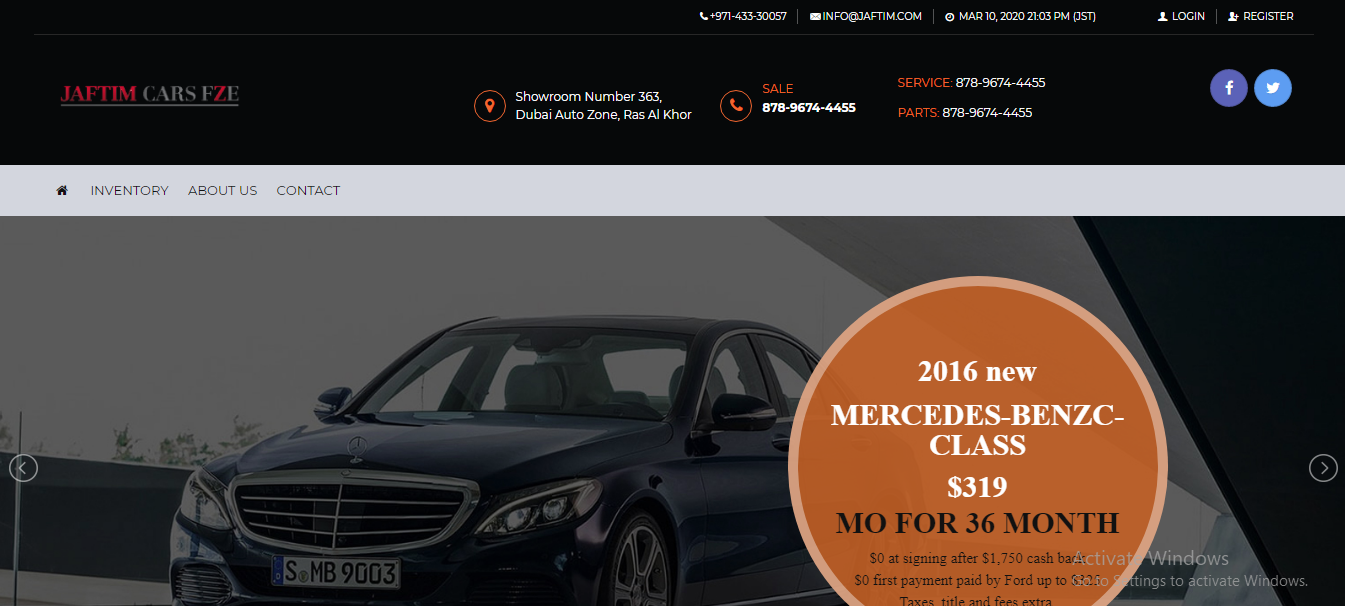 +971-433-30057
INFO@JAFTIM.COM
MAR 10, 2020 21:03 PM (JST)
LOGIN
REGISTER
JAFTIM CARS FZE
Showroom Number 363,
Dubai Auto Zone, Ras Al Khor
SALE
878-9674-4455
SERVICE: 878-9674-4455
PARTS: 878-9674-4455
INVENTORY
ABOUT US
CONTACT
2016 new
MERCEDES-BENZC-
CLASS
$319
MO FOR 36 MONTH
$0 at signing after $1,750 cash back
$0 first payment paid by Ford up to $325.
Taxes, title and fees extra
S MB 9003
Activate Windows
Go to Settings to activate Windows.